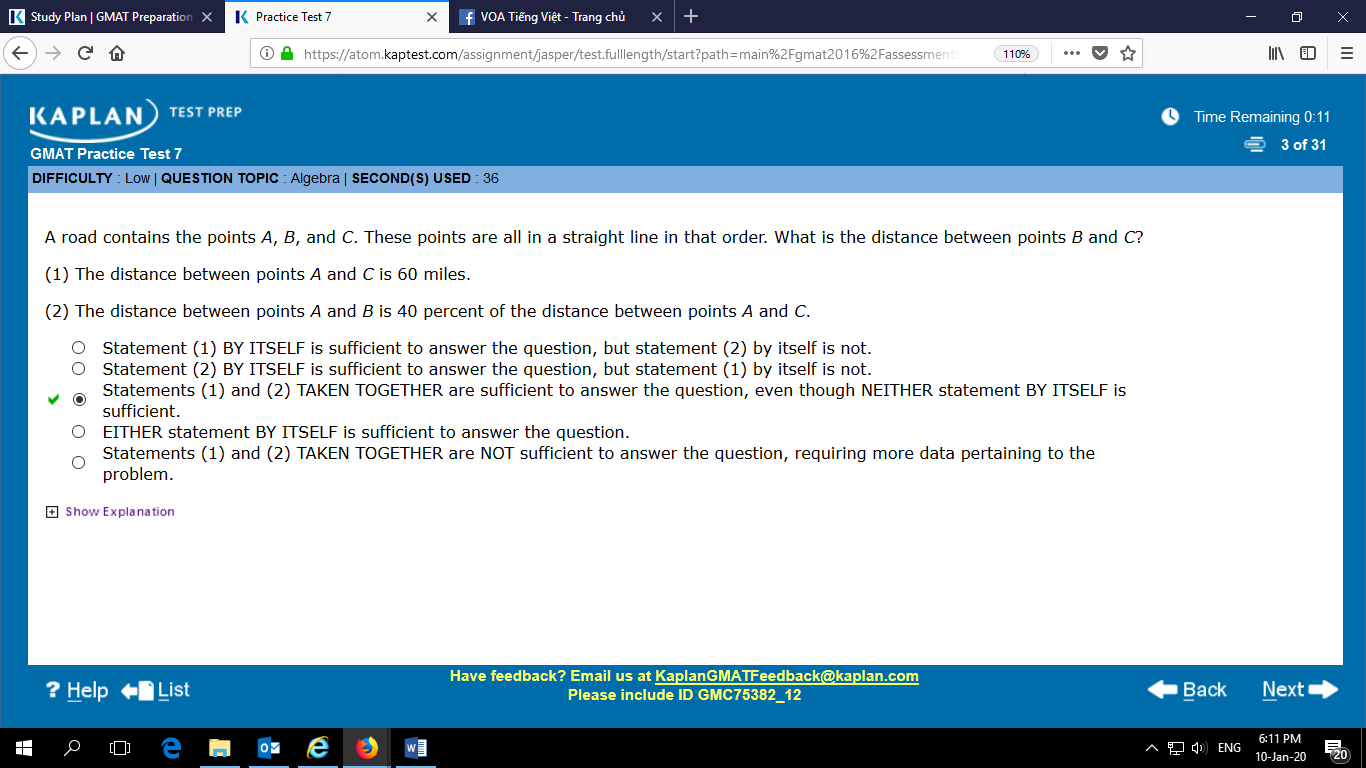 Study Plan | GMAT Preparation
Practice Test 7
VOA Tiếng Việt - Trang chủ
https://atom.kaptest.com/assignment/jasper/test.fulllength/start?path=main%2Fgmat2016%2Fassessment
110%
KAPLAN TEST PREP
Time Remaining 0:11
GMAT Practice Test 7
3 of 31
DIFFICULTY : Low | QUESTION TOPIC : Algebra | SECOND(S) USED : 36
A road contains the points A, B, and C. These points are all in a straight line in that order. What is the distance between points B and C?
(1) The distance between points A and C is 60 miles.
(2) The distance between points A and B is 40 percent of the distance between points A and C.
Statement (1) BY ITSELF is sufficient to answer the question, but statement (2) by itself is not.
Statement (2) BY ITSELF is sufficient to answer the question, but statement (1) by itself is not.
Statements (1) and (2) TAKEN TOGETHER are sufficient to answer the question, even though NEITHER statement BY ITSELF is
sufficient.
EITHER statement BY ITSELF is sufficient to answer the question.
Statements (1) and (2) TAKEN TOGETHER are NOT sufficient to answer the question, requiring more data pertaining to the
problem.
Show Explanation
Have feedback? Email us at KaplanGMATFeedback@kaplan.com
Please include ID GMC75382_12
? Help List
Back Next
ENG
6:11 PM
10-Jan-20
20